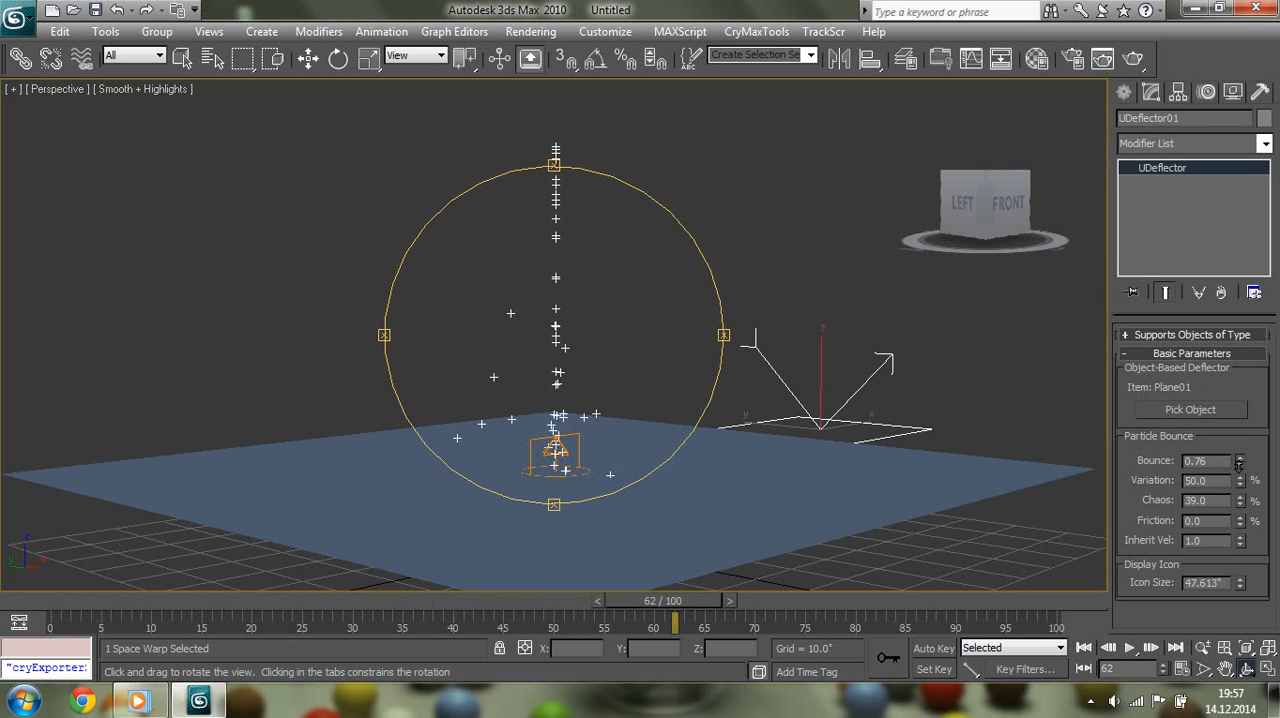 Autodesk 3ds Max 2010 Untitled
Type a keyword or phrase
Edit Tools Group Views Create Modifiers Animation Graph Editors Rendering Customize MAXScript CryMaxTools TrackScr Help
All View Create Selection Se
[ + ] [ Perspective ] [ Smooth + Highlights ]
UDeflector01
Modifier List
UDeflector
LEFT FRONT
z
y x
z
y x
+ Supports Objects of Type
- Basic Parameters
Object-Based Deflector
Item: Plane01
Pick Object
Particle Bounce
Bounce: 0.76
Variation: 50.0 %
Chaos: 39.0 %
Friction: 0.0 %
Inherit Vel: 1.0
Display Icon
Icon Size: 47.613"
< 62 / 100 >
0 5 10 15 20 25 30 35 40 45 50 55 60 65 70 75 80 85 90 95 100
1 Space Warp Selected X: Y: Z: Grid = 10.0" Auto Key Selected
"cryExporter: Click and drag to rotate the view. Clicking in the tabs constrains the rotation Add Time Tag Set Key Key Filters... 62
19:57
14.12.2014